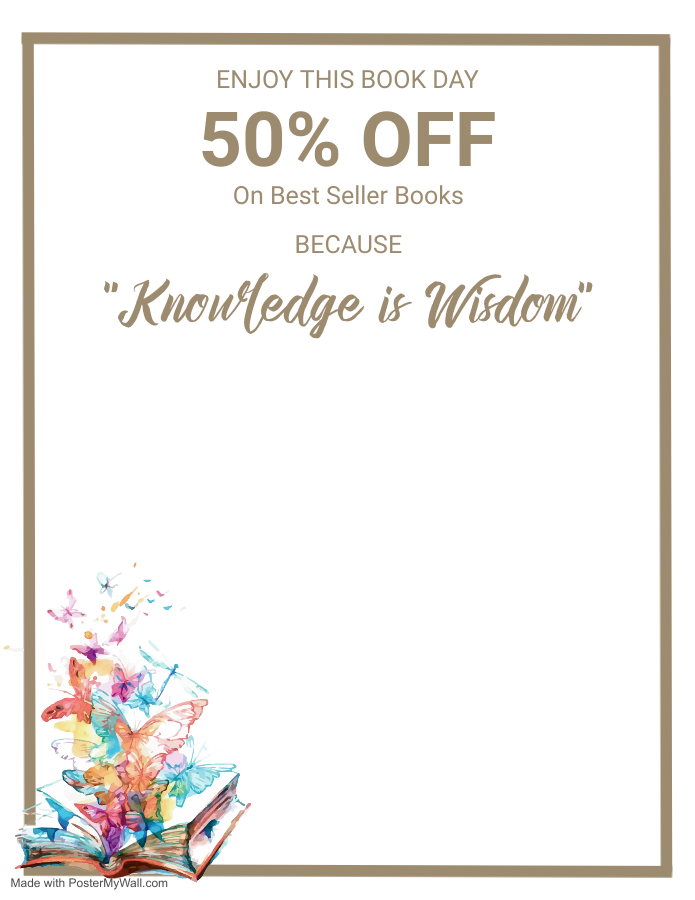 ENJOY THIS BOOK DAY
50% OFF
On Best Seller Books
BECAUSE
"Knowledge is Wisdom"
Made with PosterMyWall.com